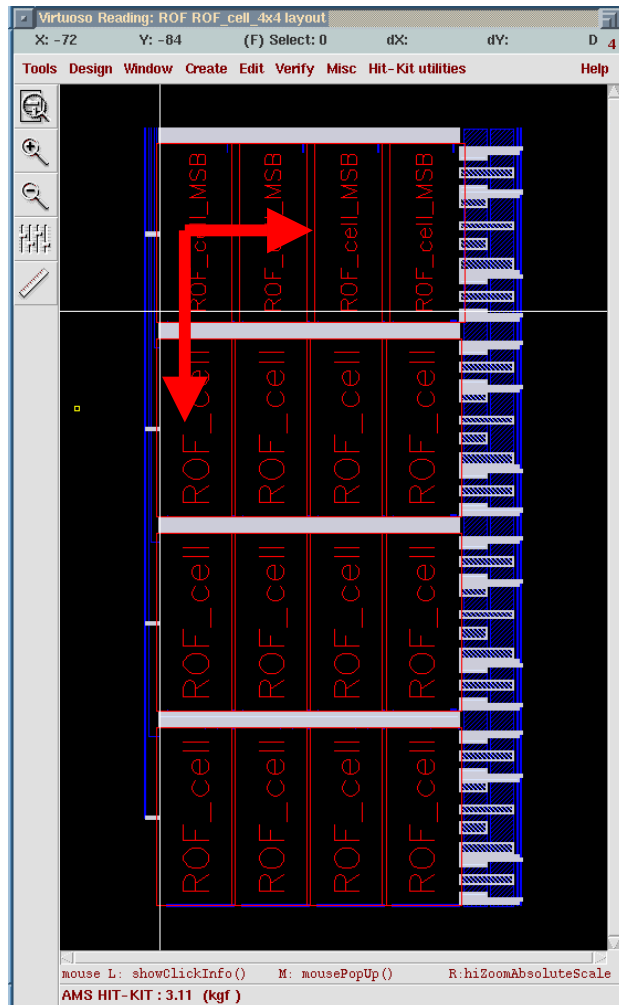 Virtuoso Reading: ROF ROF_cell_4x4 layout
X: -72 Y: -84 (F) Select: 0 dX: dY: D 4
Tools Design Window Create Edit Verify Misc Hit-Kit utilities Help
ROF_cell_MSB ROF_cell_MSB ROF_cell_MSB ROF_cell_MSB
ROF_cell ROF_cell ROF_cell ROF_cell
ROF_cell ROF_cell ROF_cell ROF_cell
ROF_cell ROF_cell ROF_cell ROF_cell
mouse L: showClickInfo() M: mousePopUp() R:hiZoomAbsoluteScale
AMS HIT-KIT : 3.11 (kgf )